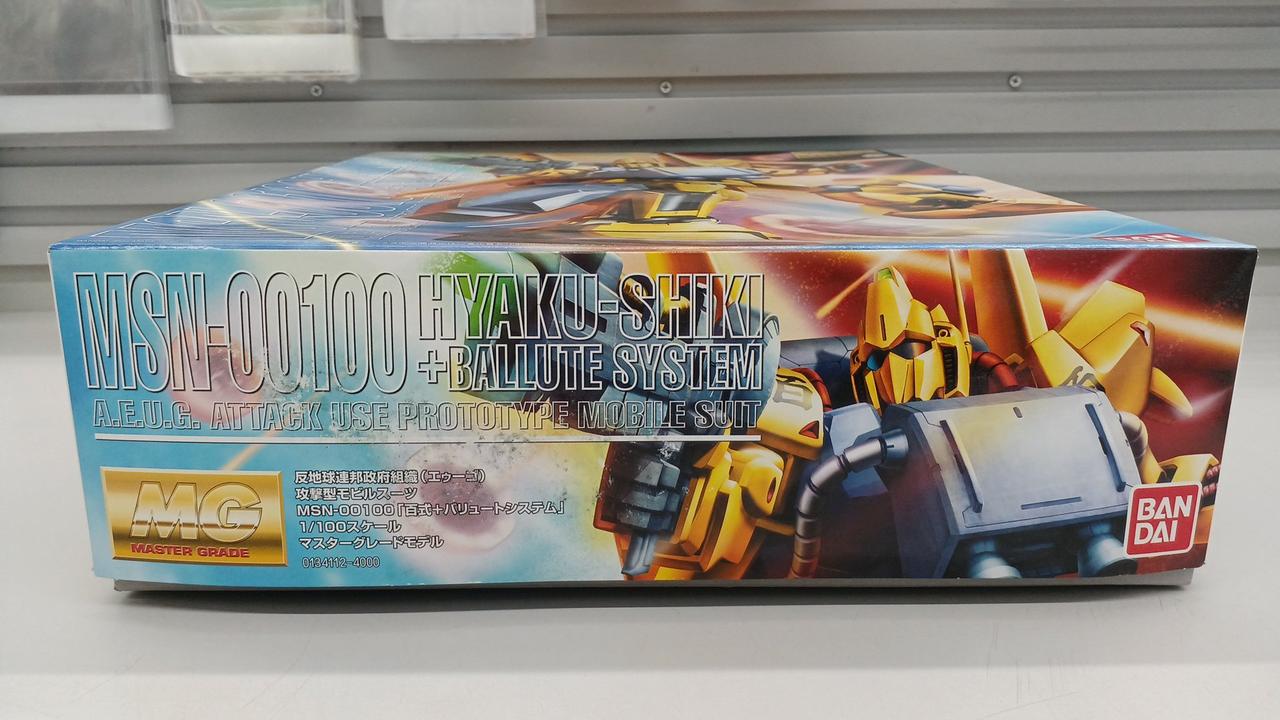 MSN-00100 HYAKU-SHIKI
+BALLUTE SYSTEM
A.E.U.G. ATTACK USE PROTOTYPE MOBILE SUIT
MG
MASTER GRADE
反地球連邦政府組織(エゥーゴ)
攻撃型モビルスーツ
MSN-00100「百式+バリュートシステム」
1/100スケール
マスターグレードモデル
0134112-4000
百
BAN
DAI